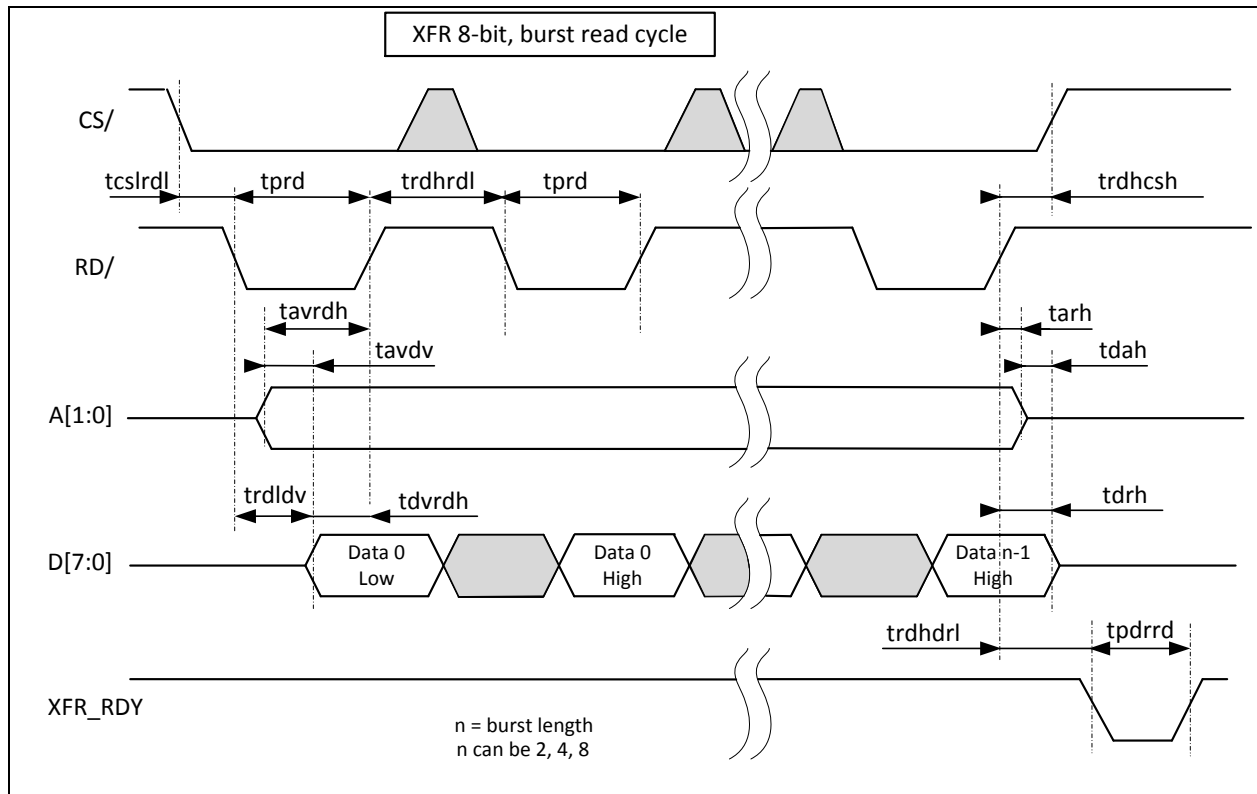 XFR 8-bit, burst read cycle
CS/
tcslrdl
tprd
trdhrdl
tprd
trdhcsh
RD/
tavrdh
tarh
tavdv
tdah
A[1:0]
trdldv
tdvrdh
tdrh
D[7:0]
Data 0
Low
Data 0
High
Data n-1
High
trdhdrl
tpdrrd
XFR_RDY
n = burst length
n can be 2, 4, 8